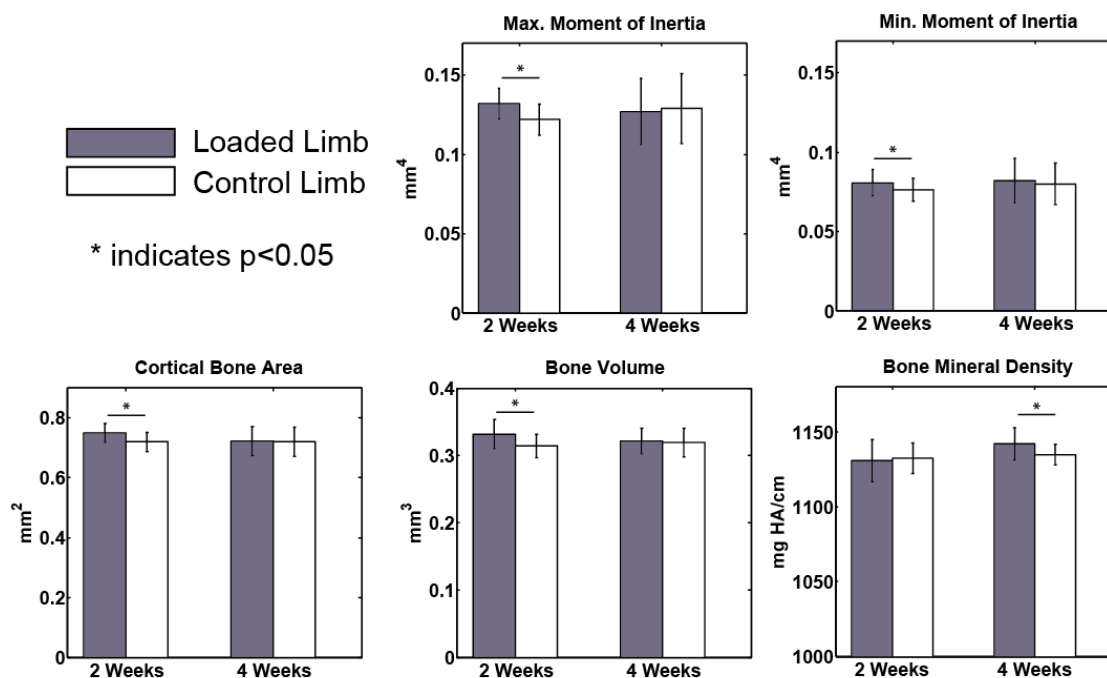 Max. Moment of Inertia
mm4
0.15
0.1
0.05
0
*
2 Weeks
4 Weeks
Min. Moment of Inertia
mm4
0.15
0.1
0.05
0
*
2 Weeks
4 Weeks
Loaded Limb
Control Limb
* indicates p<0.05
Cortical Bone Area
mm2
0.8
0.6
0.4
0.2
0
*
2 Weeks
4 Weeks
Bone Volume
mm3
0.4
0.3
0.2
0.1
0
*
2 Weeks
4 Weeks
Bone Mineral Density
mg HA/cm
1150
1100
1050
1000
*
2 Weeks
4 Weeks